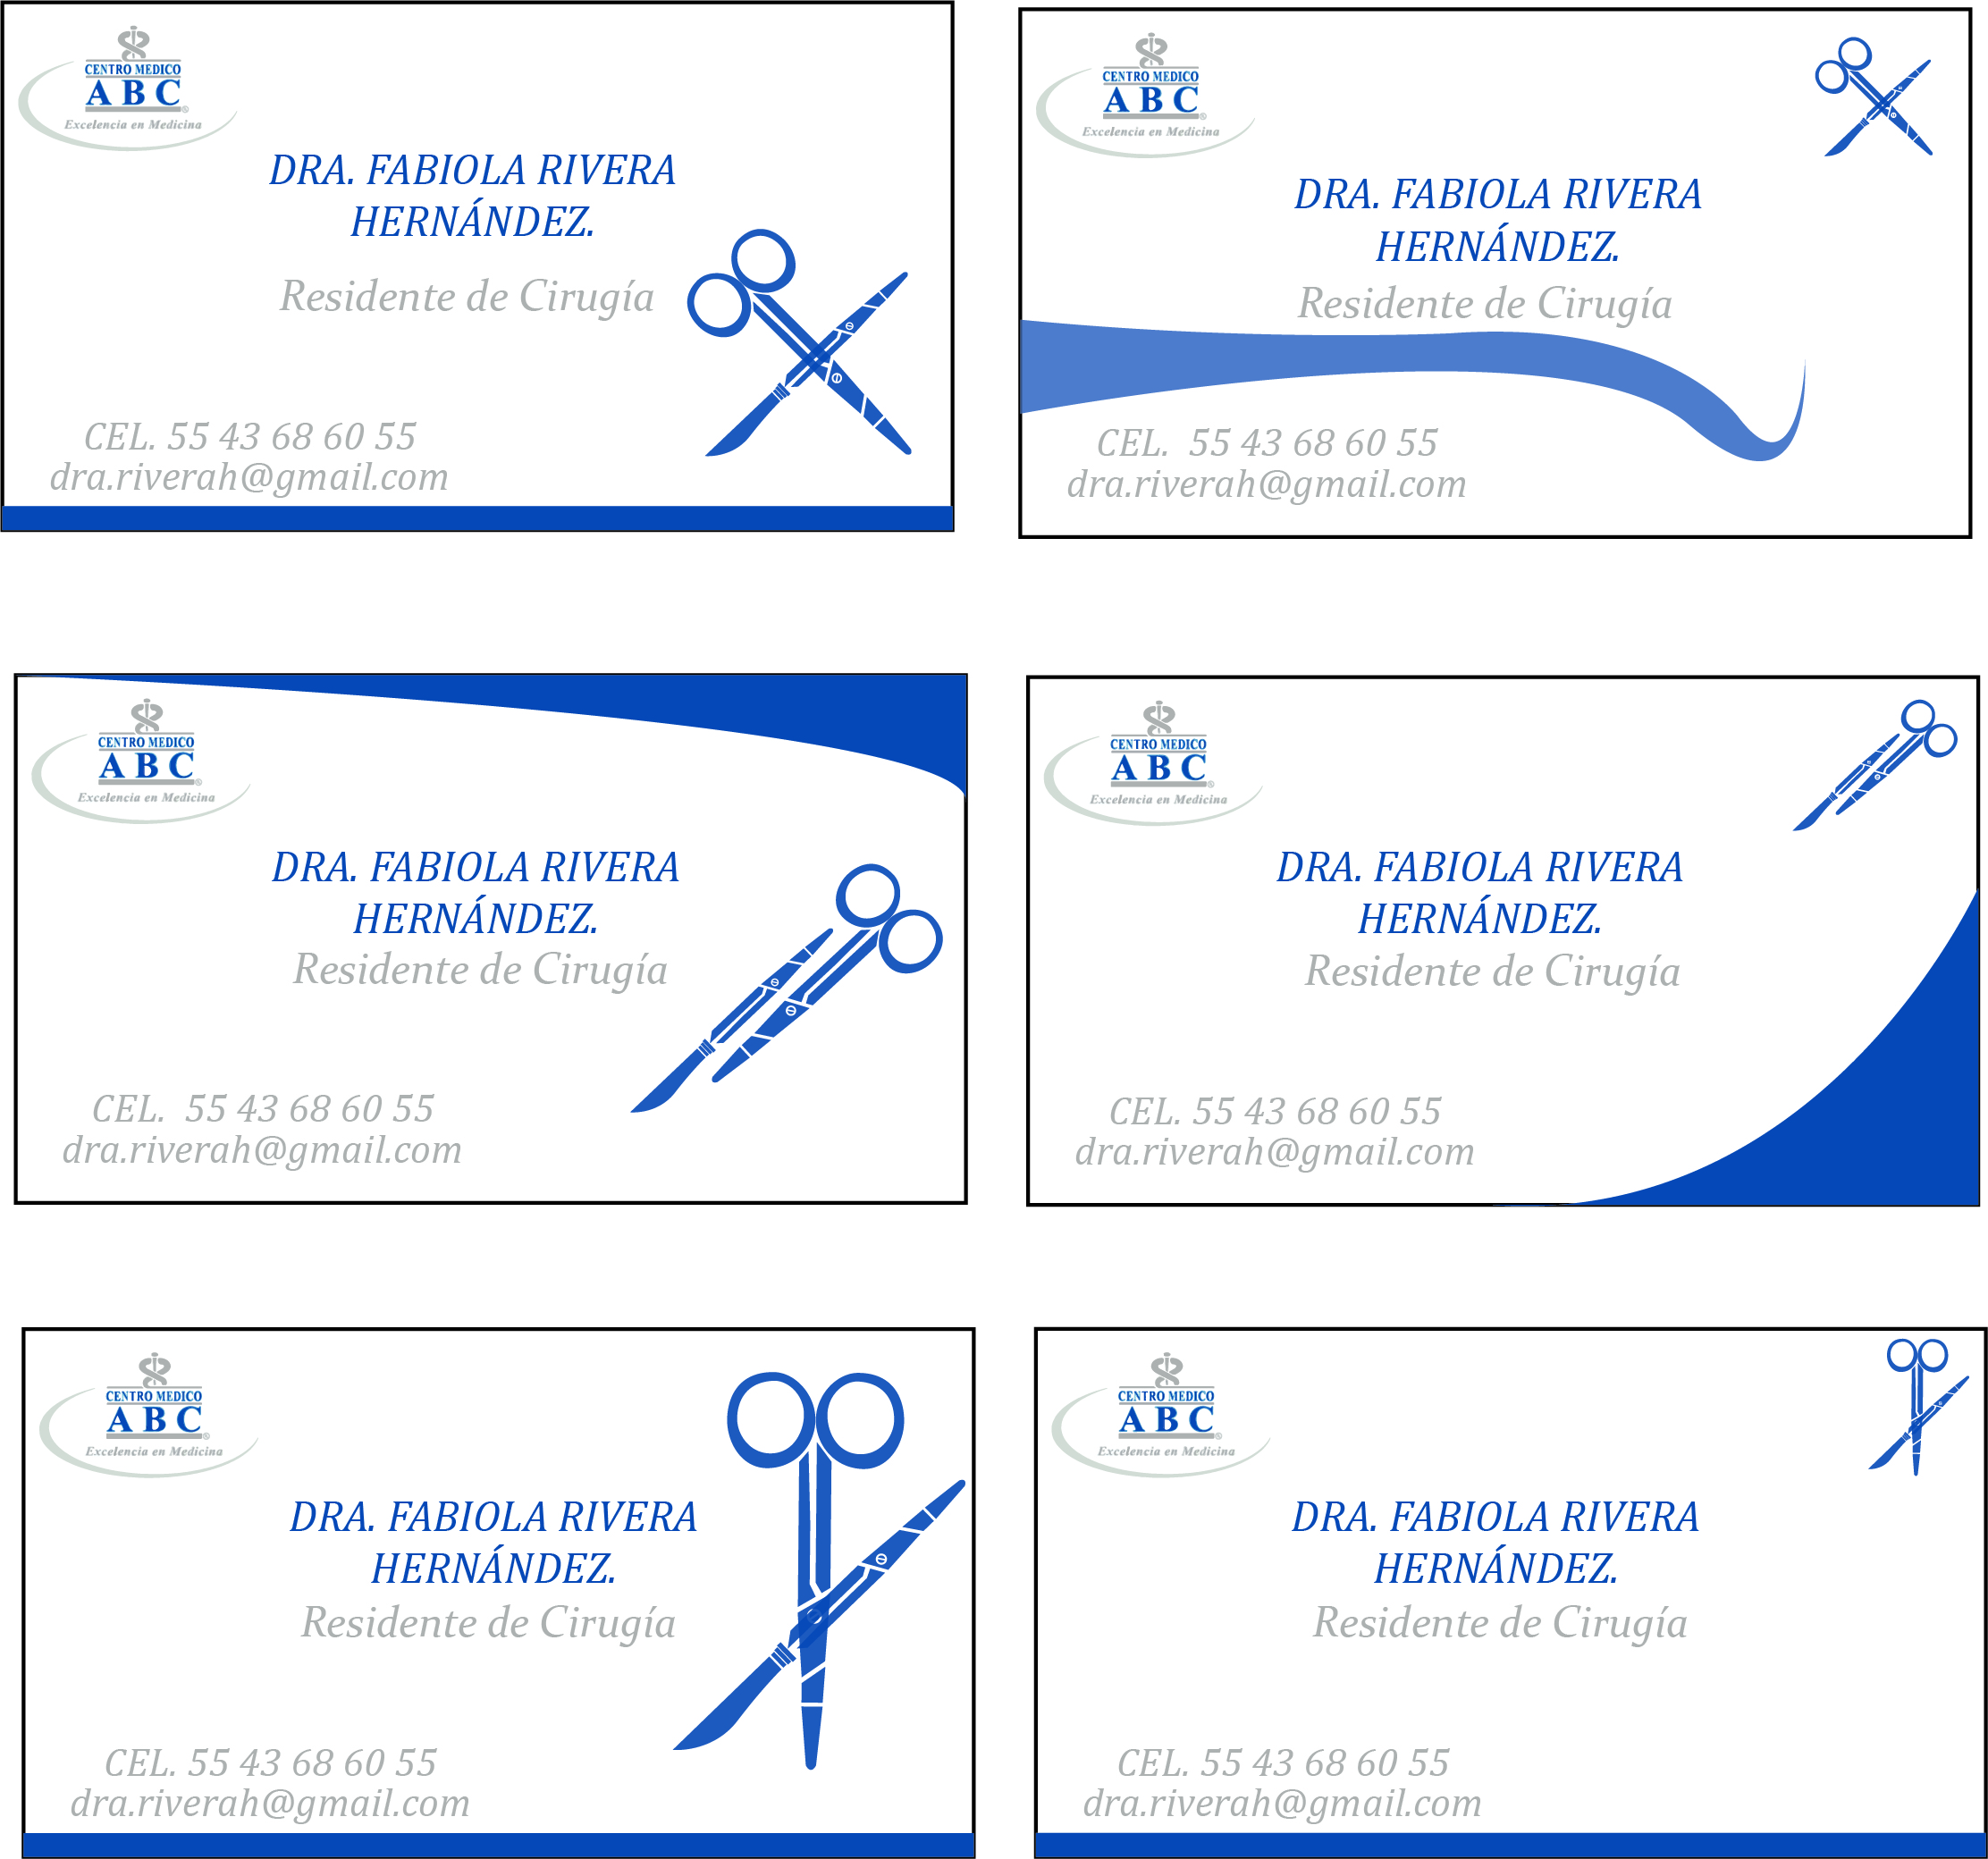 CENTRO MEDICO
ABC®
Excelencia en Medicina
DRA. FABIOLA RIVERA
HERNÁNDEZ.
Residente de Cirugía
CEL. 55 43 68 60 55
dra.riverah@gmail.com
CENTRO MEDICO
ABC®
Excelencia en Medicina
DRA. FABIOLA RIVERA
HERNÁNDEZ.
Residente de Cirugía
CEL. 55 43 68 60 55
dra.riverah@gmail.com
CENTRO MEDICO
ABC®
Excelencia en Medicina
DRA. FABIOLA RIVERA
HERNÁNDEZ.
Residente de Cirugía
CEL. 55 43 68 60 55
dra.riverah@gmail.com
CENTRO MEDICO
ABC®
Excelencia en Medicina
DRA. FABIOLA RIVERA
HERNÁNDEZ.
Residente de Cirugía
CEL. 55 43 68 60 55
dra.riverah@gmail.com
CENTRO MEDICO
ABC®
Excelencia en Medicina
DRA. FABIOLA RIVERA
HERNÁNDEZ.
Residente de Cirugía
CEL. 55 43 68 60 55
dra.riverah@gmail.com
CENTRO MEDICO
ABC®
Excelencia en Medicina
DRA. FABIOLA RIVERA
HERNÁNDEZ.
Residente de Cirugía
CEL. 55 43 68 60 55
dra.riverah@gmail.com